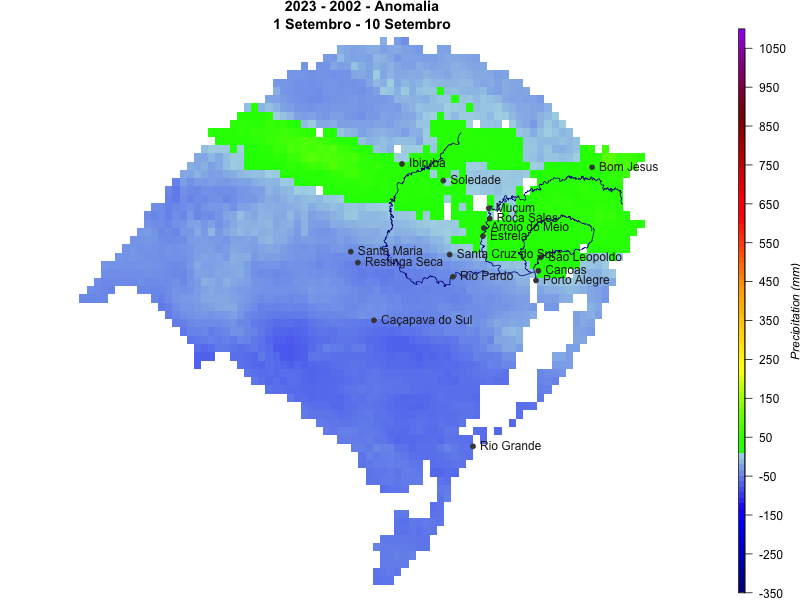 2023 - 2002 - Anomalia
1 Setembro - 10 Setembro
Ibirubá
Bom Jesus
Soledade
Mucum
Roca Sales
Arroio do Meio
Estrela
Santa Maria
Santa Cruz do Sul
São Leopoldo
Restinga Seca
Canoas
Rio Pardo
Porto Alegre
Caçapava do Sul
Rio Grande
1050
950
850
750
650
550
450
350
250
150
50
-50
-150
-250
-350
Precipitation (mm)